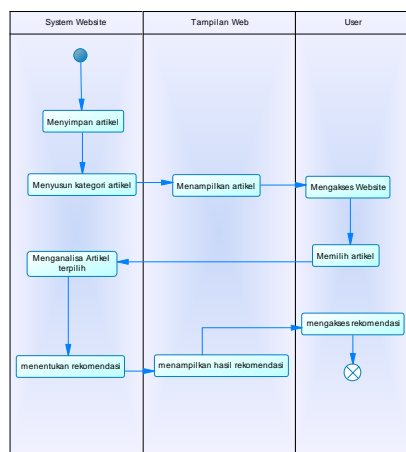 System Website
Tampilan Web
User
Menyimpan artikel
Menyusun kategori artikel
Menampilkan artikel
Mengakses Website
Memilih artikel
Menganalisa Artikel
terpilih
mengakses rekomendasi
menentukan rekomendasi
menampilkan hasil rekomendasi